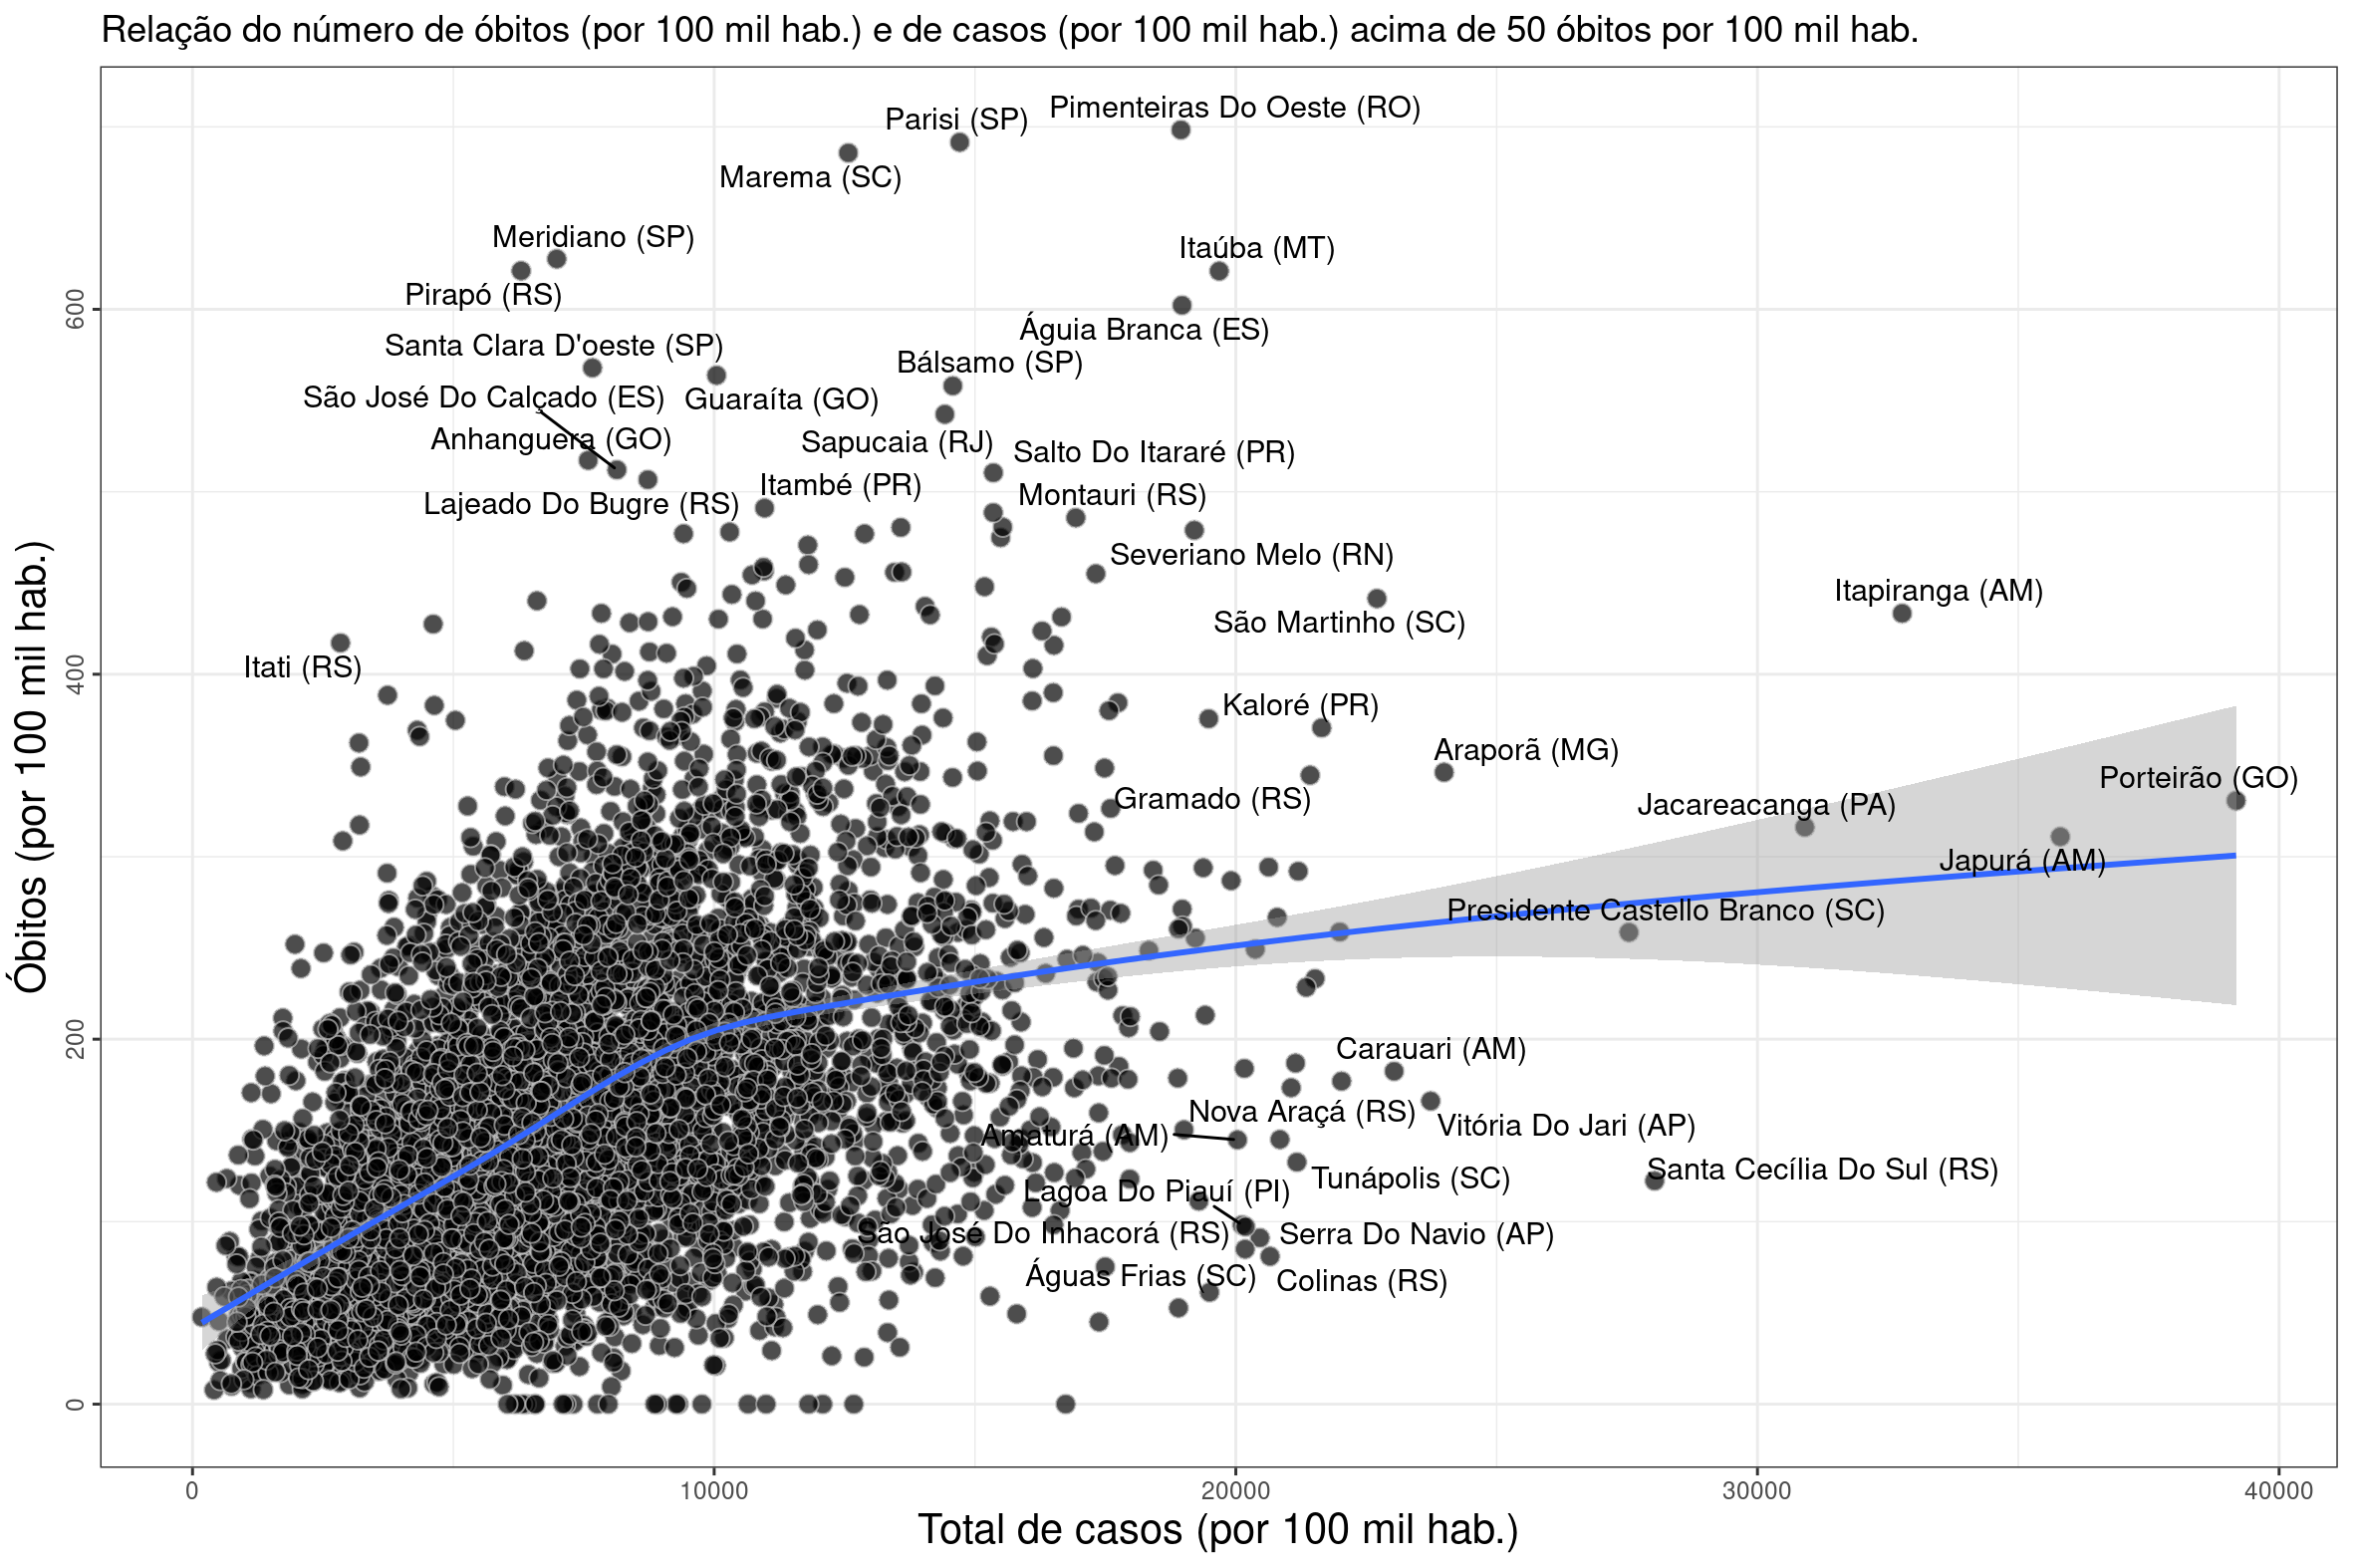 Relação do número de óbitos (por 100 mil hab.) e de casos (por 100 mil hab.) acima de 50 óbitos por 100 mil hab.
Pimenteiras Do Oeste (RO)
Parisi (SP)
Marema (SC)
Meridiano (SP)
Itaúba (MT)
Pirapó (RS)
Águia Branca (ES)
Santa Clara D'oeste (SP)
Bálsamo (SP)
São José Do Calçado (ES)
Guaraíta (GO)
Anhanguera (GO)
Sapucaia (RJ)
Salto Do Itararé (PR)
Itambé (PR)
Montauri (RS)
Lajeado Do Bugre (RS)
Severiano Melo (RN)
Itapiranga (AM)
São Martinho (SC)
Itati (RS)
Kaloré (PR)
Araporã (MG)
Porteirão (GO)
Gramado (RS)
Jacareacanga (PA)
Japurá (AM)
Presidente Castello Branco (SC)
Carauari (AM)
Nova Araçá (RS)
Vitória Do Jari (AP)
Amaturá (AM)
Santa Cecília Do Sul (RS)
Tunápolis (SC)
Lagoa Do Piauí (PI)
São José Do Inhacorá (RS)
Serra Do Navio (AP)
Águas Frias (SC)
Colinas (RS)
Óbitos (por 100 mil hab.)
600
400
200
0
0
10000
20000
30000
40000
Total de casos (por 100 mil hab.)